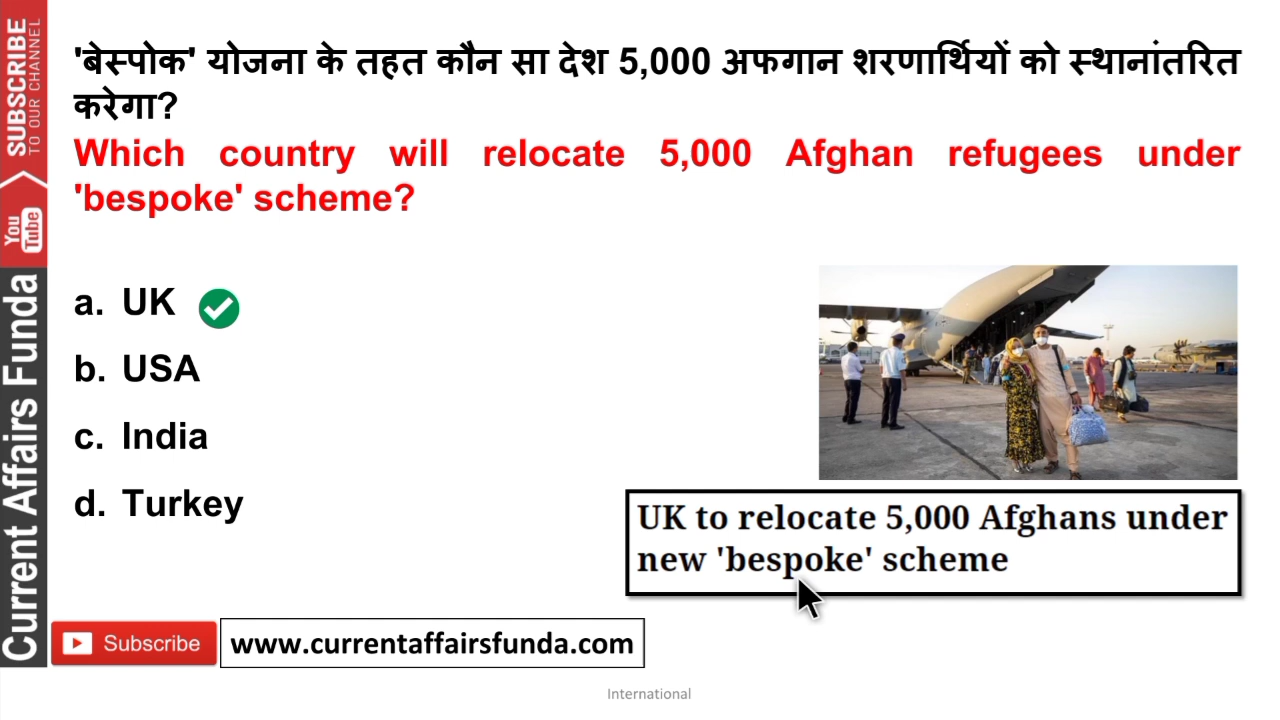 'बेस्पोक' योजना के तहत कौन सा देश 5,000 अफगान शरणार्थियों को स्थानांतरित
करेगा?
Which country will relocate 5,000 Afghan refugees under
'bespoke' scheme?
a. UK
b. USA
c. India
d. Turkey
UK to relocate 5,000 Afghans under
new 'bespoke' scheme
SUBSCRIBE
TO OUR CHANNEL
You
Tube
Current Affairs Funda
Subscribe
www.currentaffairsfunda.com
International